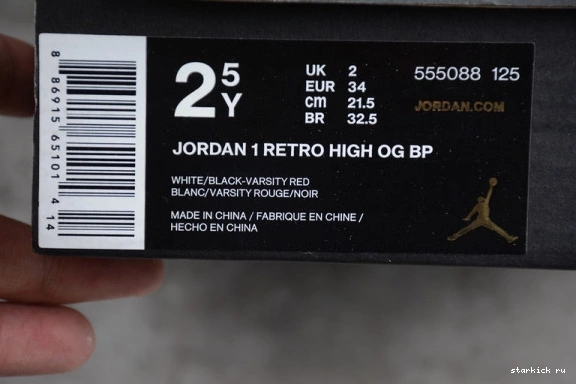 8 86915 65101 4 14
2 5Y
UK 2
EUR 34
cm 21.5
BR 32.5
555088 125
JORDAN.COM
JORDAN 1 RETRO HIGH OG BP
WHITE/BLACK-VARSITY RED
BLANC/VARSITY ROUGE/NOIR
MADE IN CHINA / FABRIQUE EN CHINE /
HECHO EN CHINA
starkick ru